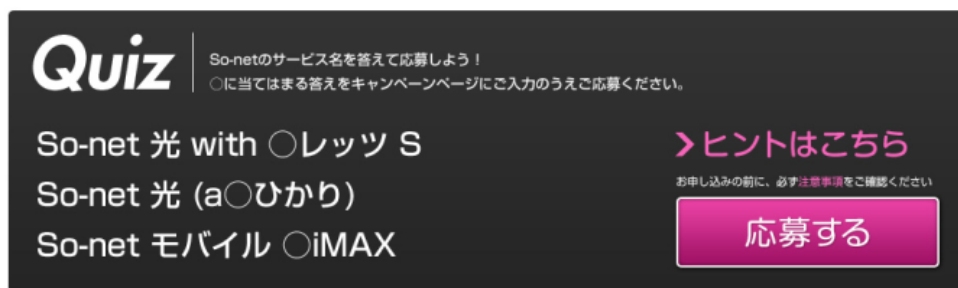 Quiz
So-netのサービス名を答えて応募しよう！
○に当てはまる答えをキャンペーンページにご入力のうえご応募ください。
So-net 光 with ○レッツ S
So-net 光 (a○ひかり)
So-net モバイル ○iMAX
ヒントはこちら
お申し込みの前に、必ず注意事項をご確認ください
応募する